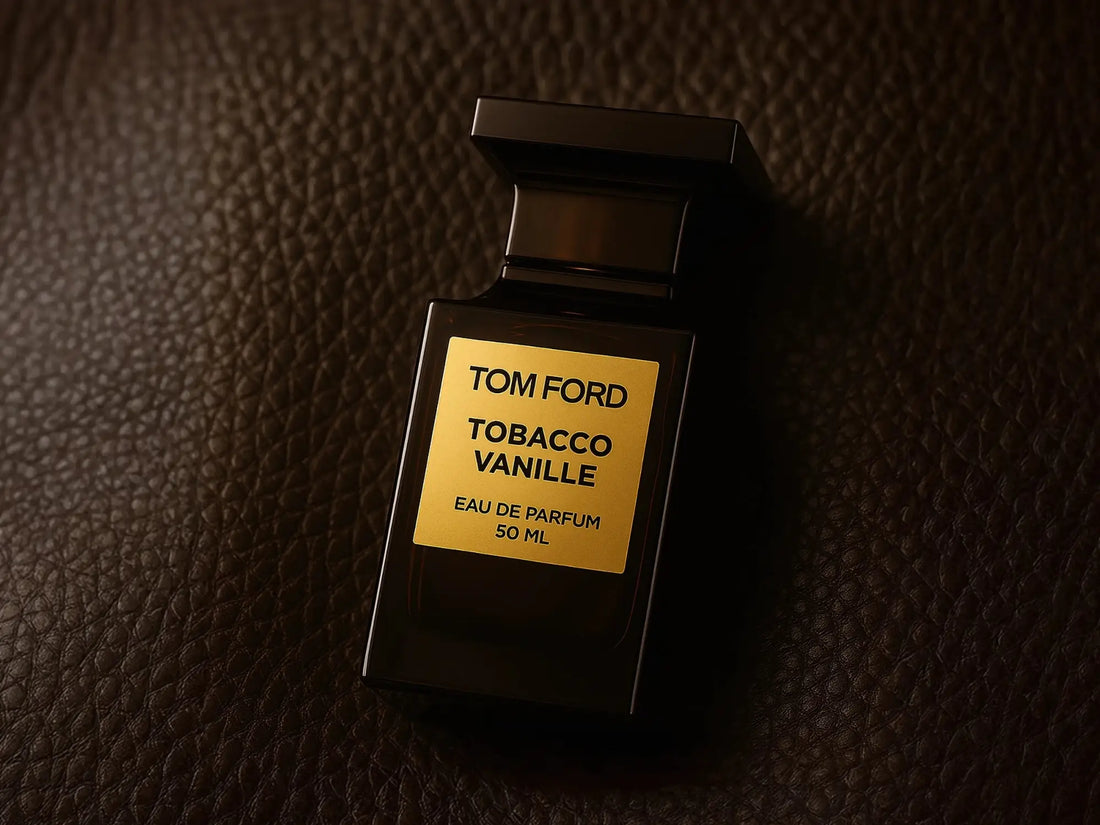 TOM FORD
TOBACCO
VANILLE
EAU DE PARFUM
50 ML